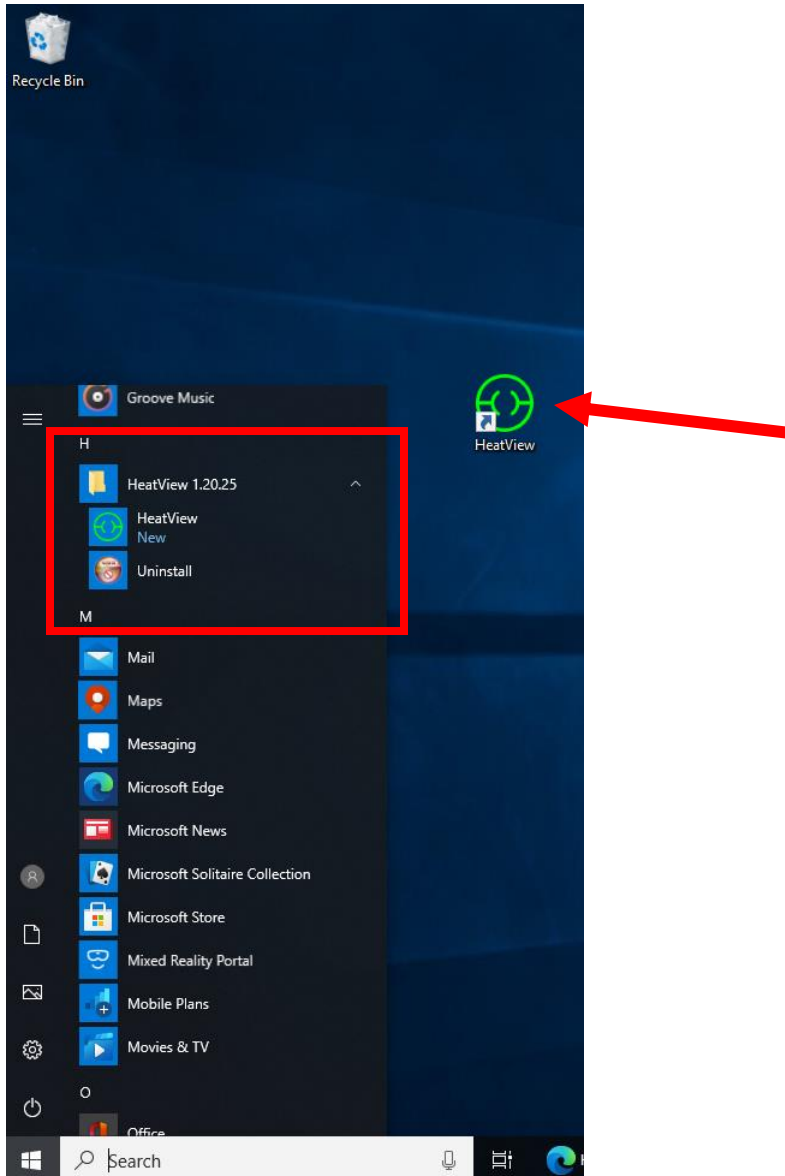 Recycle Bin
Groove Music
H
HeatView
HeatView 1.20.25
HeatView
New
Uninstall
M
Mail
Maps
Messaging
Microsoft Edge
Microsoft News
Microsoft Solitaire Collection
Microsoft Store
Mixed Reality Portal
Mobile Plans
Movies & TV
O
Office
Search